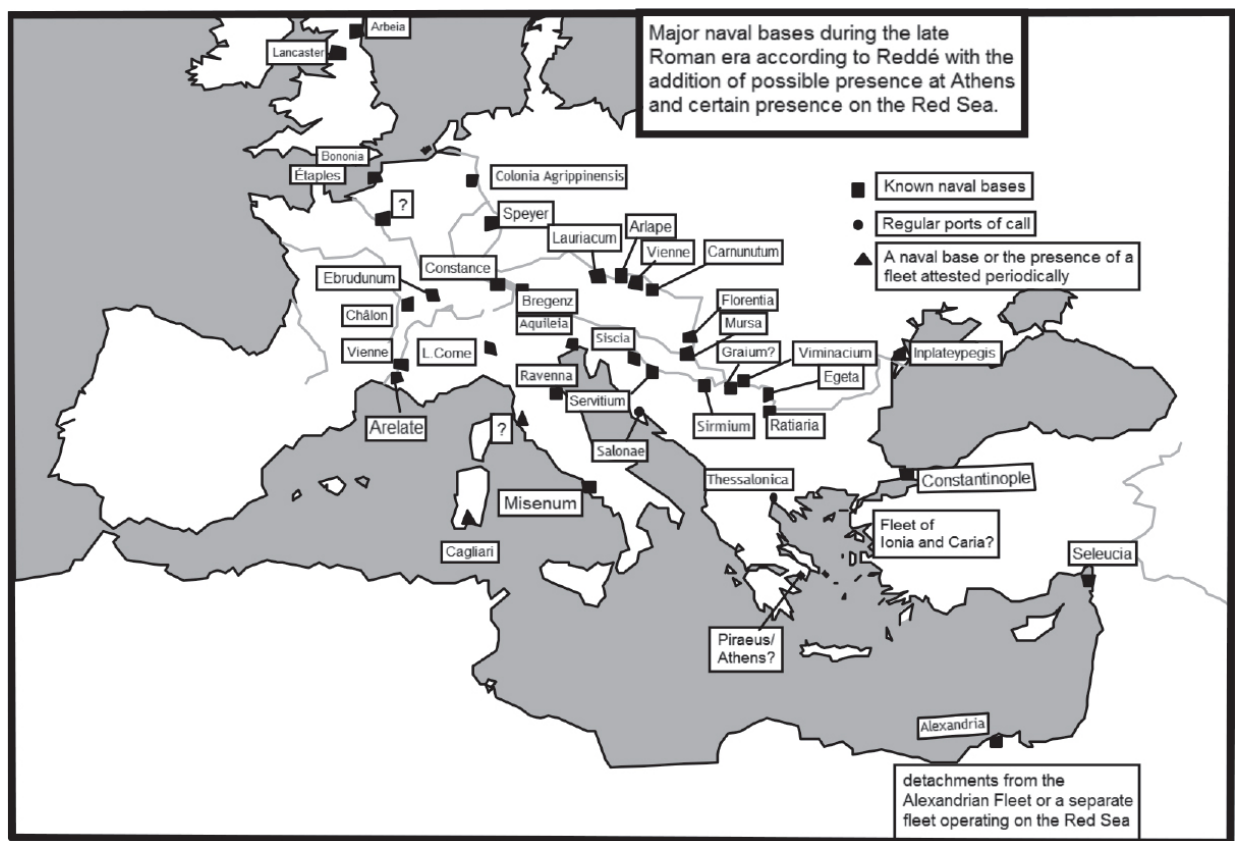 Major naval bases during the late
Roman era according to Reddé with the
addition of possible presence at Athens
and certain presence on the Red Sea.
Known naval bases
Regular ports of call
A naval base or the presence of a
fleet attested periodically
Arbeia
Lancaster
Bononia
Étaples
Colonia Agrippinensis
?
Speyer
Lauriacum
Arlape
Vienne
Carnunutum
Constance
Ebrudunum
Bregenz
Châlon
Aquileia
Florentia
Mursa
Siscia
Graium?
Viminacium
Inplateypegis
Vienne
L.Come
Ravenna
Servitium
Egeta
Sirmium
Ratiaria
Arelate
?
Salonae
Thessalonica
Constantinople
Misenum
Fleet of
Ionia and Caria?
Cagliari
Seleucia
Piraeus/
Athens?
Alexandria
detachments from the
Alexandrian Fleet or a separate
fleet operating on the Red Sea